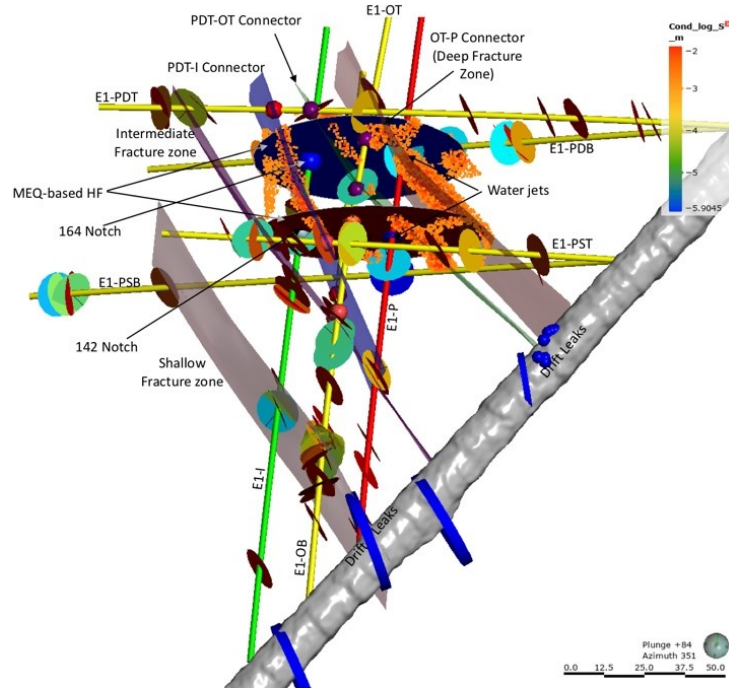 PDT-OT Connector
E1-OT
OT-P Connector
(Deep Fracture
Zone)
PDT-I Connector
Cond_log_S
_m
-2
-3
-4
-5
-5.9045
E1-PDT
Intermediate
Fracture zone
E1-PDB
MEQ-based HF
Water jets
164 Notch
E1-PST
E1-PSB
E1-P
142 Notch
Drift Leaks
Shallow
Fracture zone
E1-I
E1-OB
Drift Leaks
Plunge +84
Azimuth 351
0.0 12.5 25.0 37.5 50.0